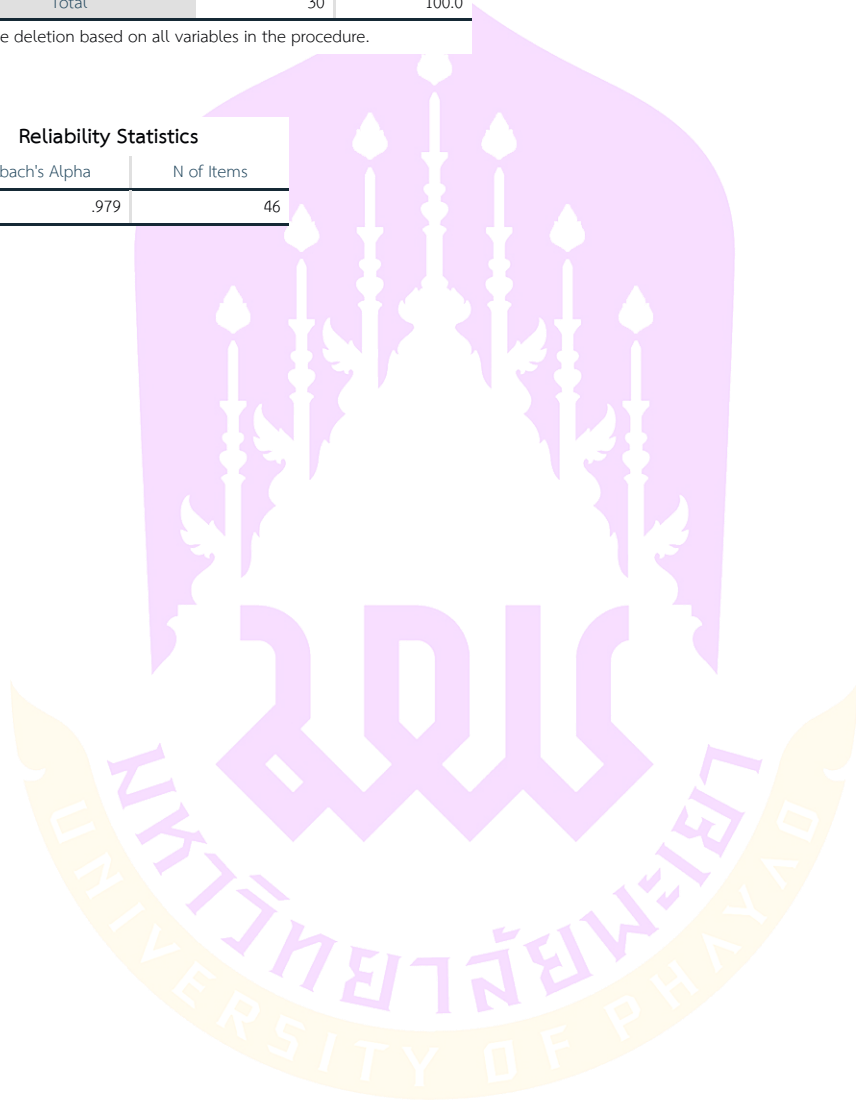 Total 30 100.0
e deletion based on all variables in the procedure.
Reliability Statistics
bach's Alpha N of Items
.979 46
มหาวิทยาลัยพะเยา
UNIVERSITY OF PHAYAO